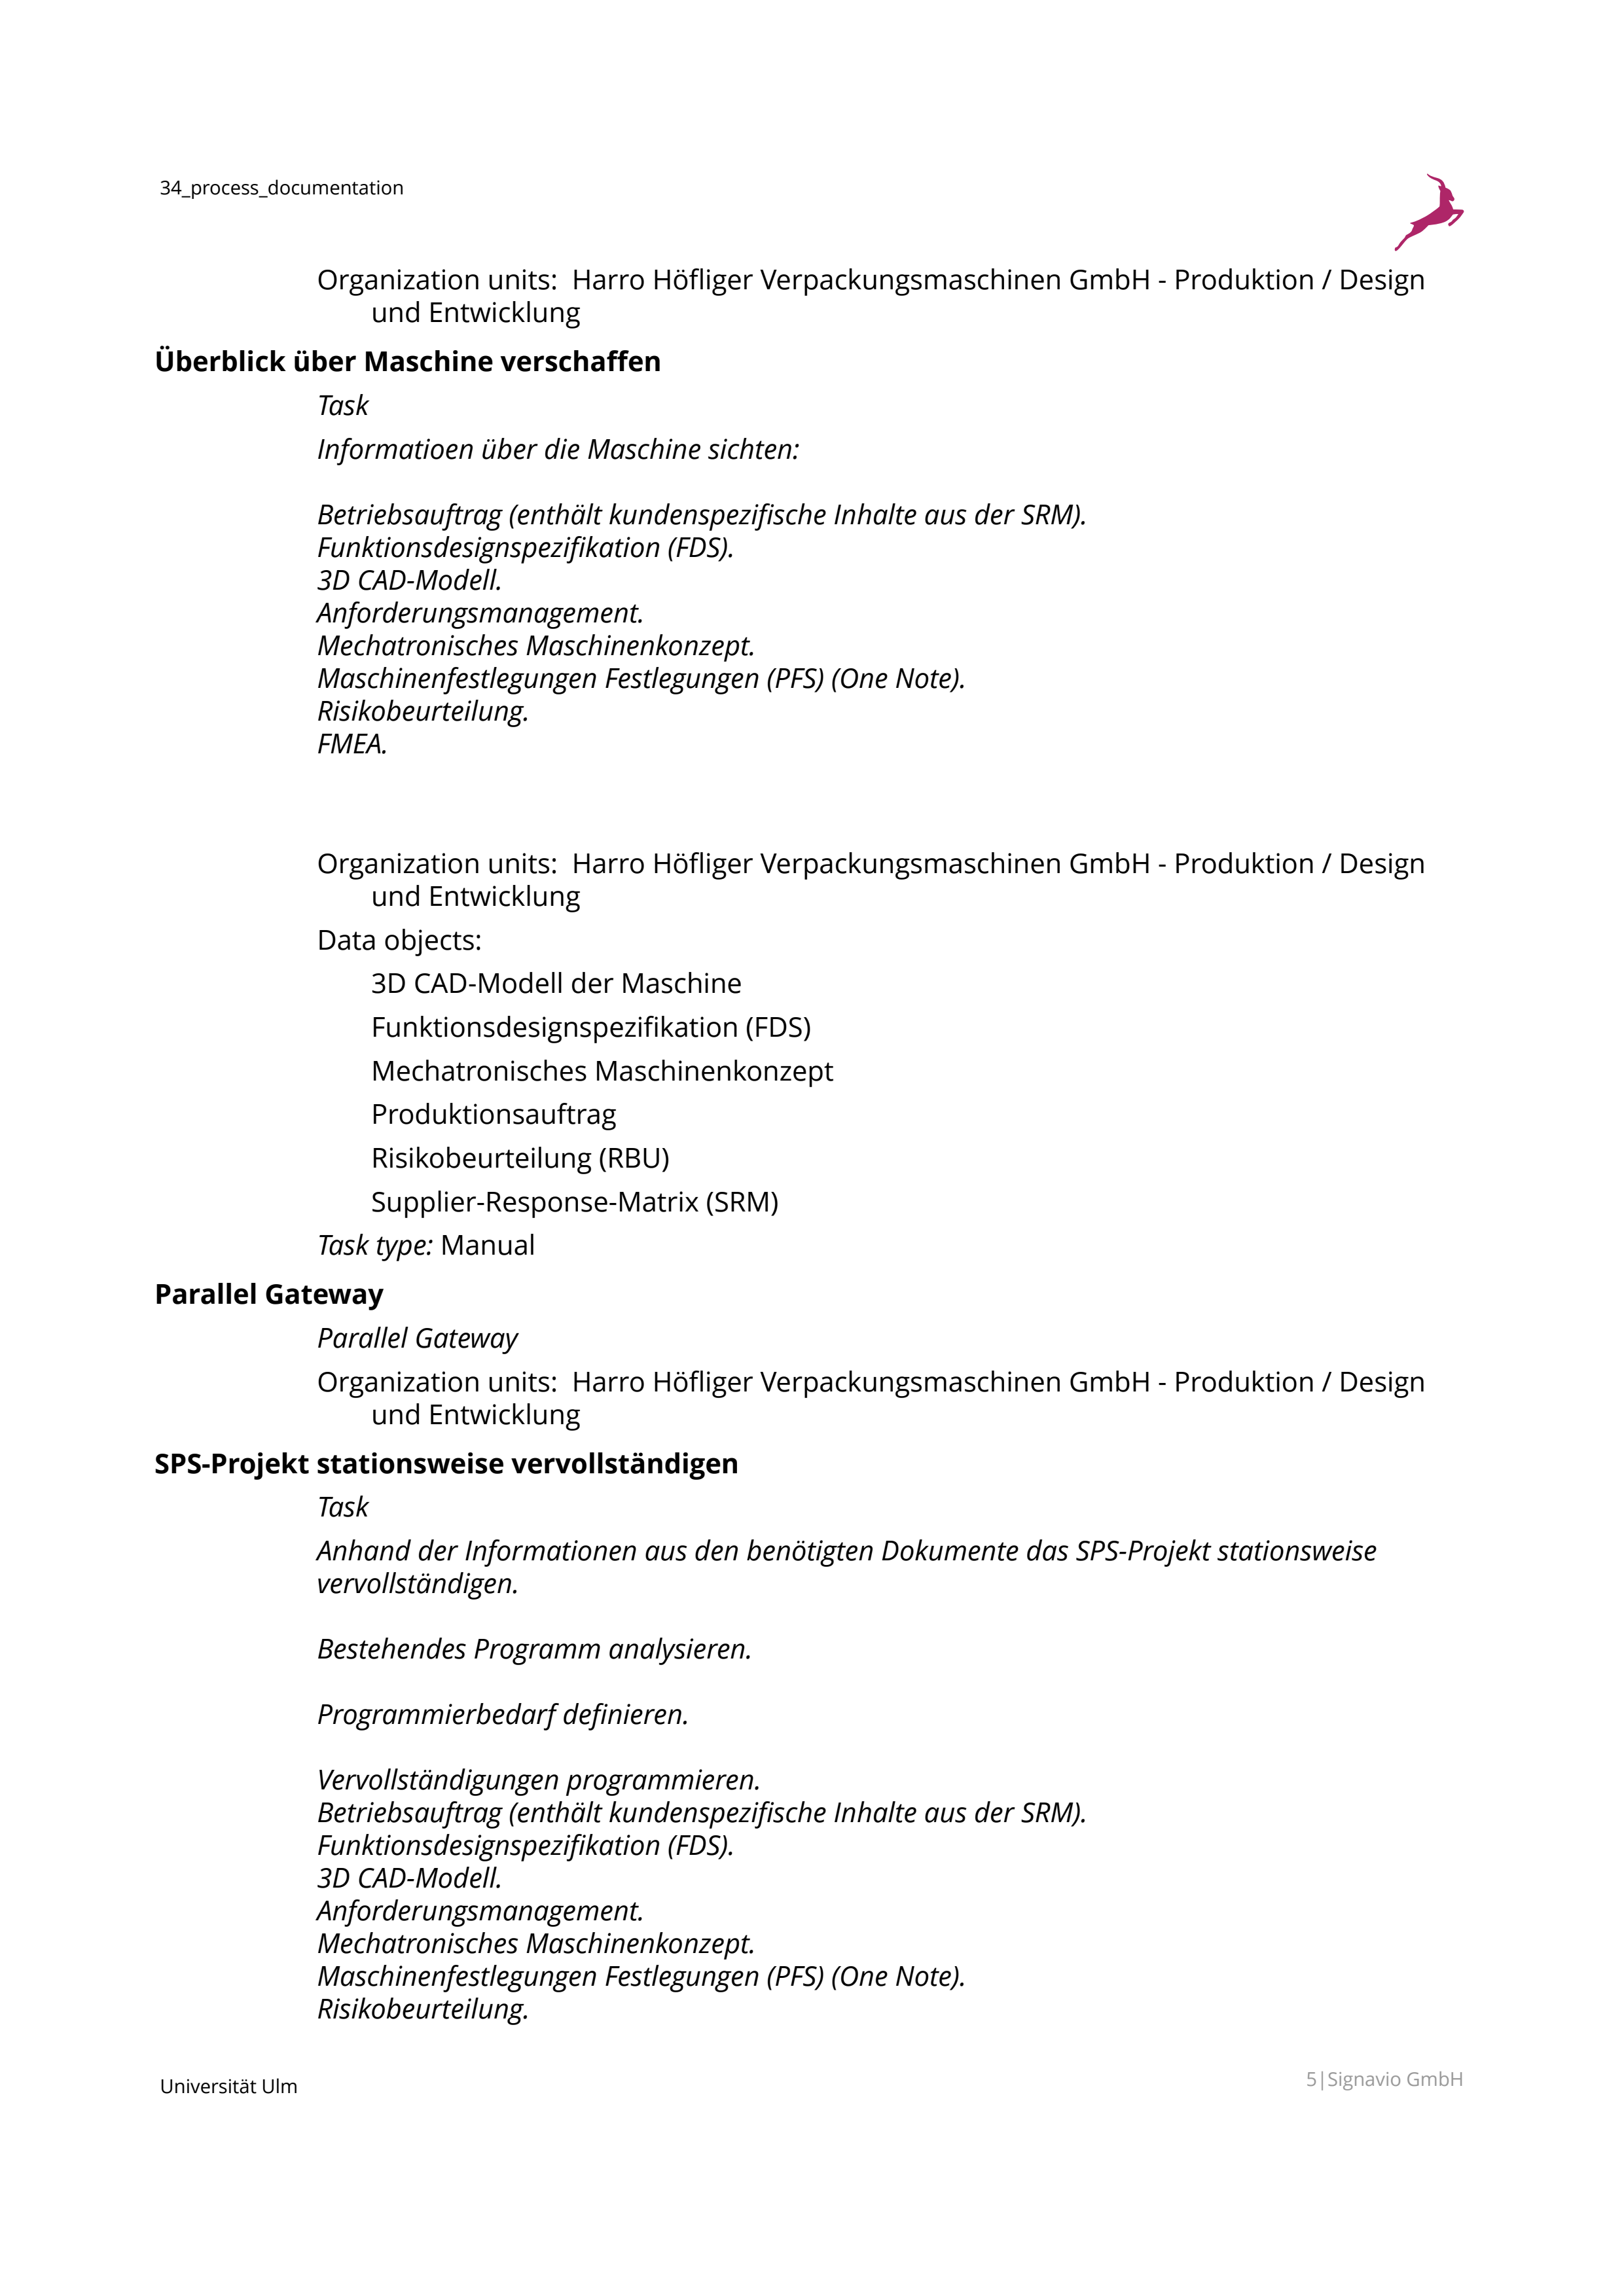 34_process_documentation
Organization units:  Harro Höfliger Verpackungsmaschinen GmbH - Produktion / Design
und Entwicklung
Überblick über Maschine verschaffen
Task
Informatioen über die Maschine sichten:
Betriebsauftrag (enthält kundenspezifische Inhalte aus der SRM).
Funktionsdesignspezifikation (FDS).
3D CAD-Modell.
Anforderungsmanagement.
Mechatronisches Maschinenkonzept.
Maschinenfestlegungen Festlegungen (PFS) (One Note).
Risikobeurteilung.
FMEA.
Organization units:  Harro Höfliger Verpackungsmaschinen GmbH - Produktion / Design
und Entwicklung
Data objects:
3D CAD-Modell der Maschine
Funktionsdesignspezifikation (FDS)
Mechatronisches Maschinenkonzept
Produktionsauftrag
Risikobeurteilung (RBU)
Supplier-Response-Matrix (SRM)
Task type: Manual
Parallel Gateway
Parallel Gateway
Organization units:  Harro Höfliger Verpackungsmaschinen GmbH - Produktion / Design
und Entwicklung
SPS-Projekt stationsweise vervollständigen
Task
Anhand der Informationen aus den benötigten Dokumente das SPS-Projekt stationsweise
vervollständigen.
Bestehendes Programm analysieren.
Programmierbedarf definieren.
Vervollständigungen programmieren.
Betriebsauftrag (enthält kundenspezifische Inhalte aus der SRM).
Funktionsdesignspezifikation (FDS).
3D CAD-Modell.
Anforderungsmanagement.
Mechatronisches Maschinenkonzept.
Maschinenfestlegungen Festlegungen (PFS) (One Note).
Risikobeurteilung.
Universität Ulm
5|Signavio GmbH